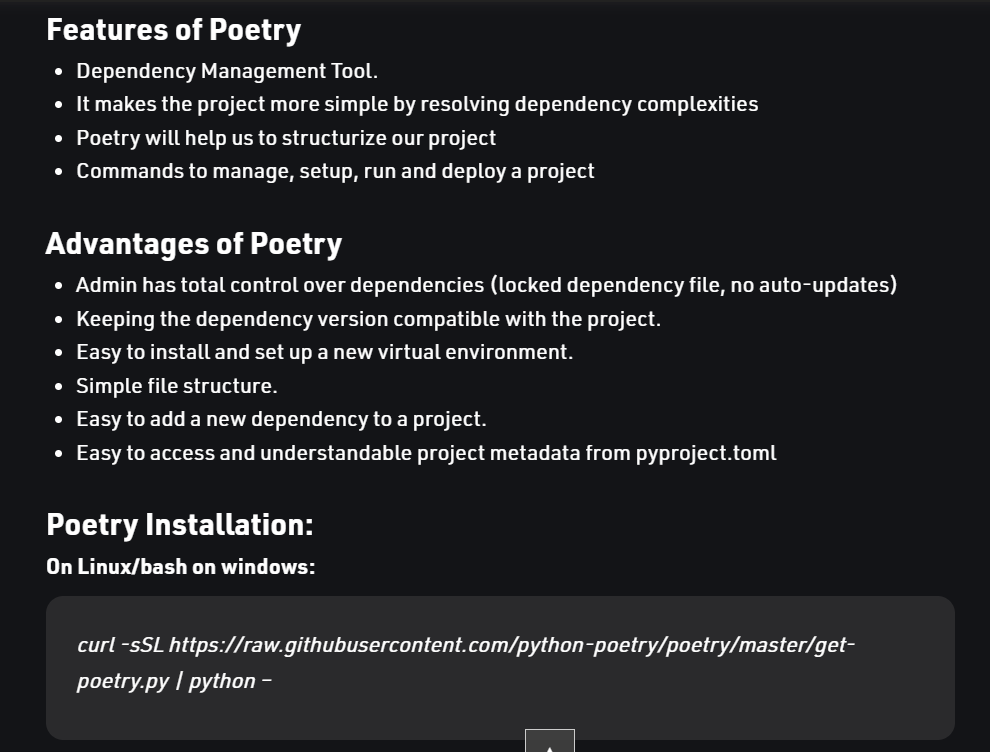 Features of Poetry
• Dependency Management Tool.
• It makes the project more simple by resolving dependency complexities
• Poetry will help us to structurize our project
• Commands to manage, setup, run and deploy a project
Advantages of Poetry
• Admin has total control over dependencies (locked dependency file, no auto-updates)
• Keeping the dependency version compatible with the project.
• Easy to install and set up a new virtual environment.
• Simple file structure.
• Easy to add a new dependency to a project.
• Easy to access and understandable project metadata from pyproject.toml
Poetry Installation:
On Linux/bash on windows:
curl -sSL https://raw.githubusercontent.com/python-poetry/poetry/master/get-
poetry.py | python –